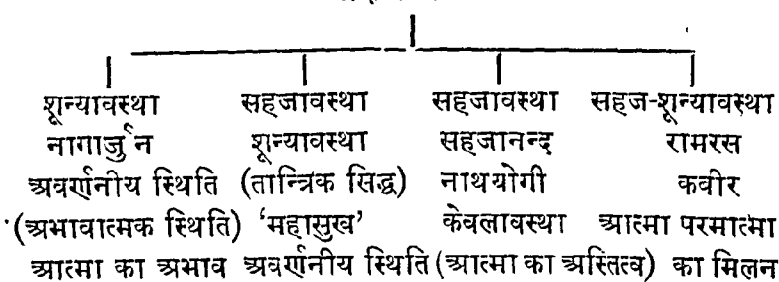 शून्यावस्था सहजावस्था सहजावस्था सहज-शून्यावस्था
नागार्जुन शून्यावस्था सहजानन्द रामरस
अवर्णनीय स्थिति (तान्त्रिक सिद्ध) नाथयोगी कबीर
(अभावात्मक स्थिति) 'महासुख' केवलावस्था आत्मा परमात्मा
आत्मा का अभाव अवर्णनीय स्थिति (आत्मा का अस्तित्व) का मिलन